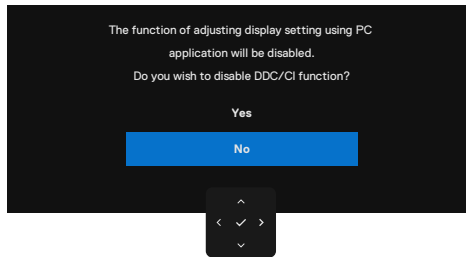 The function of adjusting display setting using PC
application will be disabled.
Do you wish to disable DDC/CI function?
Yes
No